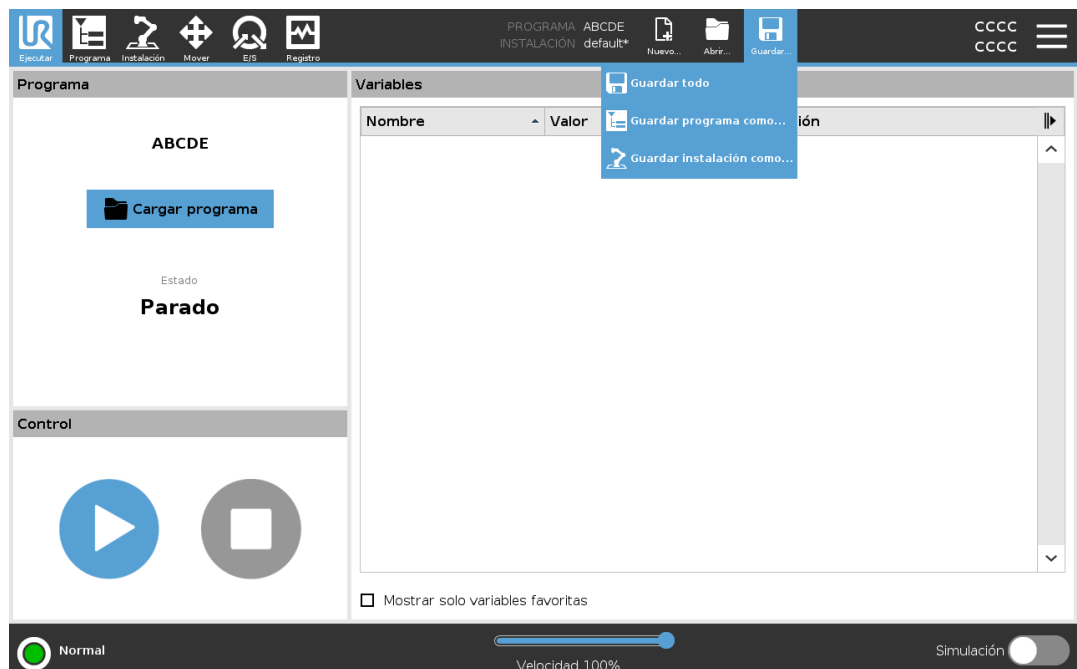 Ejecutar
Programa
Instalación
Mover
E/S
Registro
PROGRAMA ABCDE
INSTALACIÓN default*
Nuevo...
Abrir...
Guardar...
CCCC
CCCC
Programa
Variables
Guardar todo
Guardar programa como...
Guardar instalación como...
Nombre
Valor
ión
ABCDE
Cargar programa
Estado
Parado
Control
Mostrar solo variables favoritas
Normal
Velocidad 100%
Simulación